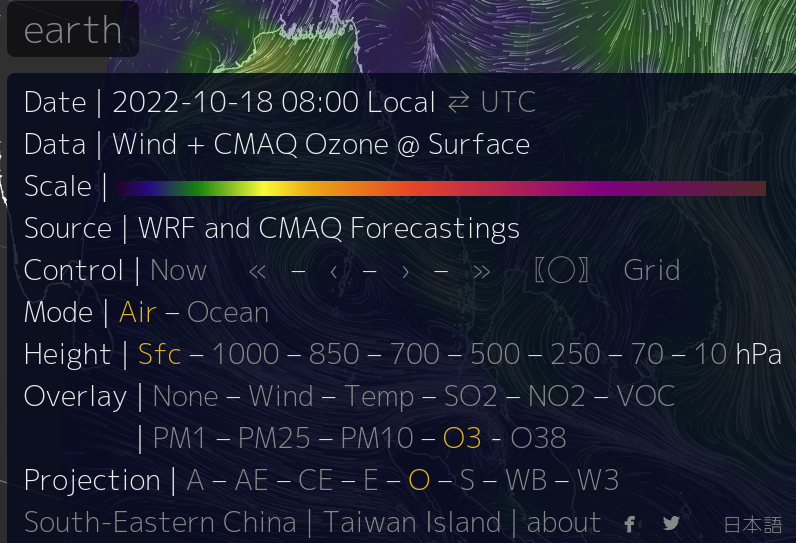 earth
Date | 2022-10-18 08:00 Local ⇄ UTC
Data | Wind + CMAQ Ozone @ Surface
Scale |
Source | WRF and CMAQ Forecastings
Control | Now « – ‹ – › – » 〖◯〗 Grid
Mode | Air – Ocean
Height | Sfc – 1000 – 850 – 700 – 500 – 250 – 70 – 10 hPa
Overlay | None – Wind – Temp – SO2 – NO2 – VOC
| PM1 – PM25 – PM10 – O3 - O38
Projection | A – AE – CE – E – O – S – WB – W3
South-Eastern China | Taiwan Island | about 日本語